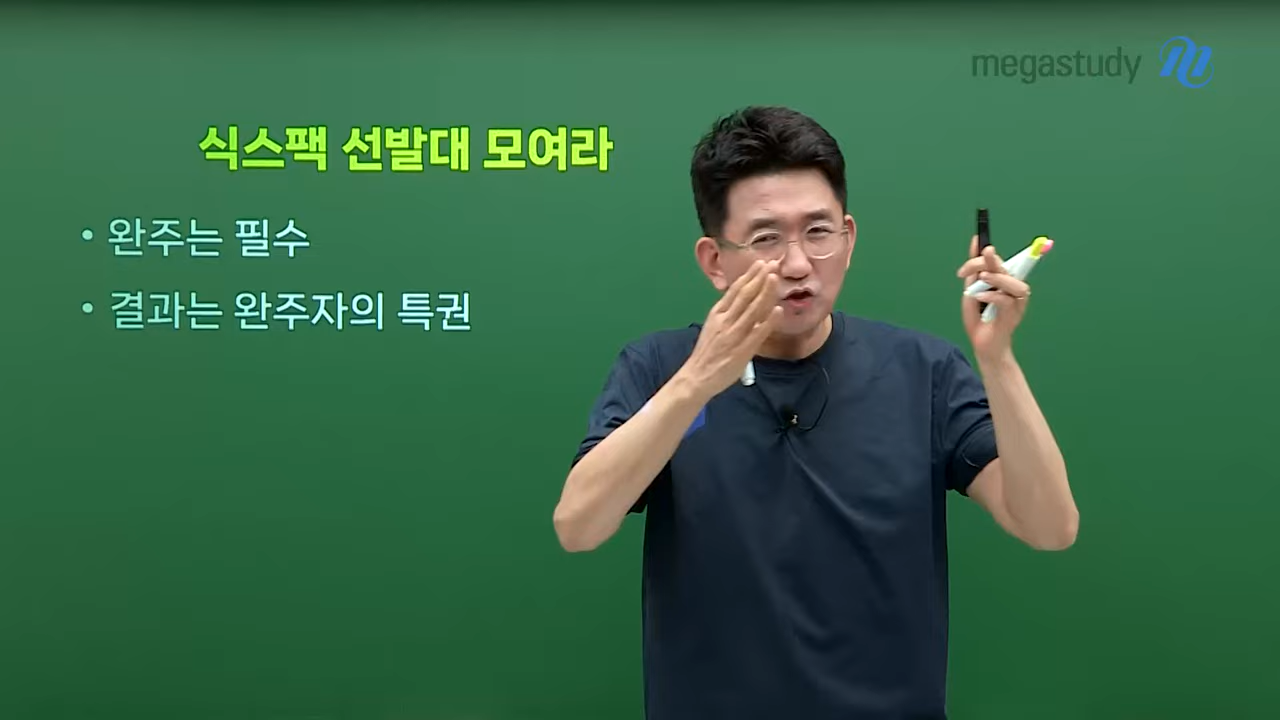 megastudy
식스팩 선발대 모여라
• 완주는 필수
• 결과는 완주자의 특권